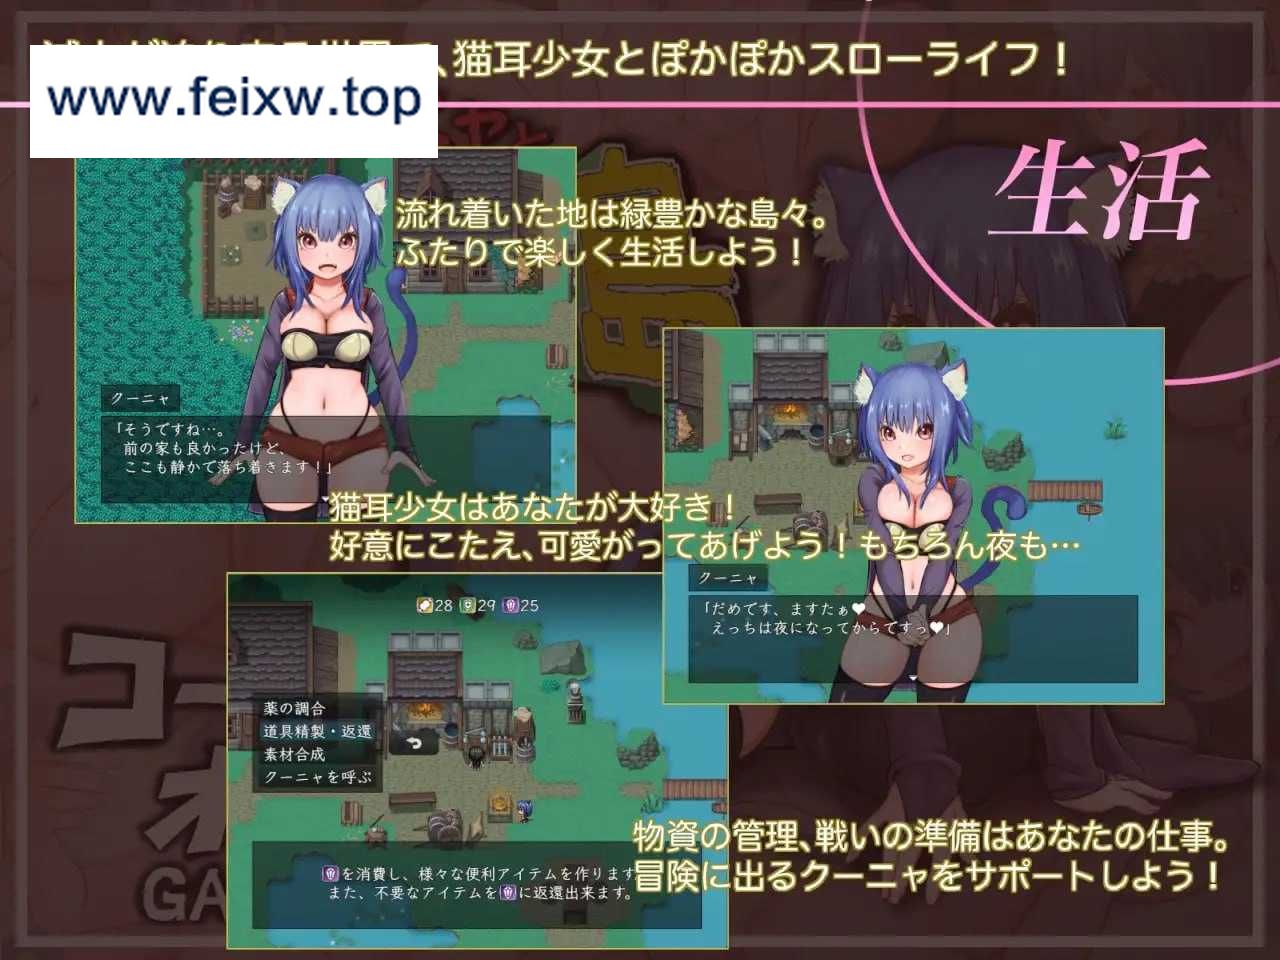 、猫耳少女とぽかぽかスローライフ！
www.feixw.top
生活
流れ着いた地は緑豊かな島々。
ふたりで楽しく生活しよう！
クーニャ
「そうですね…。
前の家も良かったけど、
ここも静かで落ち着きます！」
猫耳少女はあなたが大好き！
好意にこたえ、可愛がってあげよう！もちろん夜も…
クーニャ
「だめです、ますたぁ♥
えっちは夜になってからですっ♥」
28 29 25
薬の調合
道具精製・返還
素材合成
クーニャを呼ぶ
を消費し、様々な便利アイテムを作ります
また、不要なアイテムをに返還出来ます。
物資の管理、戦いの準備はあなたの仕事。
冒険に出るクーニャをサポートしよう！
GA